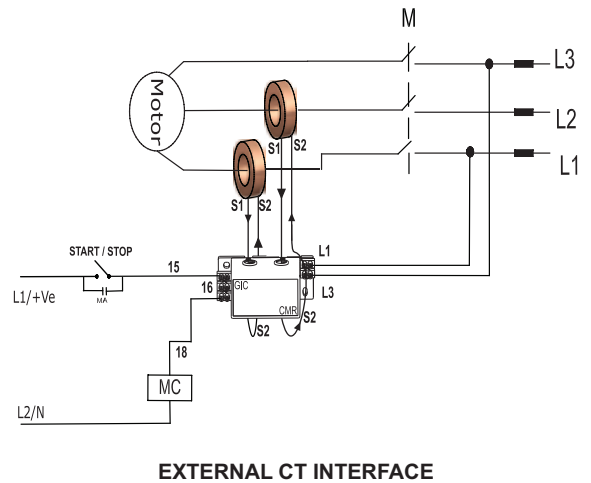 M
L3
L2
L1
Motor
S1 S2
S1 S2
START / STOP
15
L1
L1/+Ve
MA
16
GIC
L3
CMR
S2
S2
18
MC
L2/N
EXTERNAL CT INTERFACE